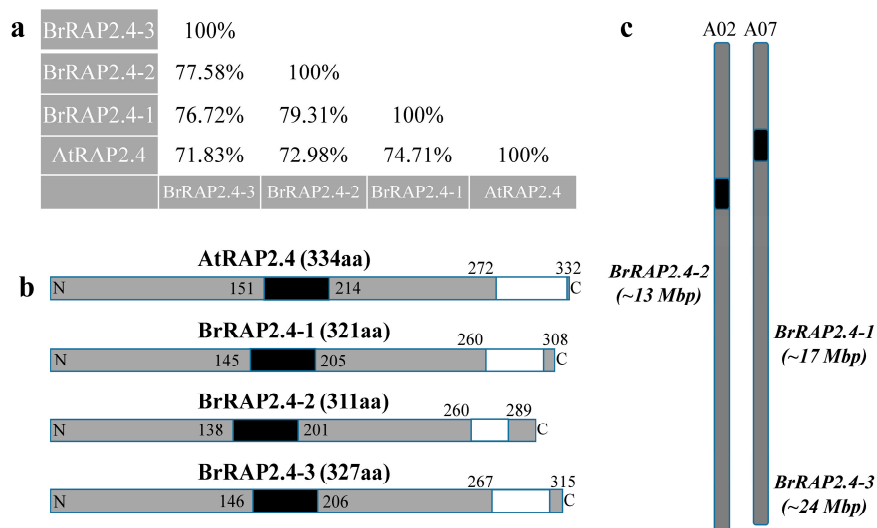 a
BrRAP2.4-3 100%
BrRAP2.4-2 77.58% 100%
BrRAP2.4-1 76.72% 79.31% 100%
AtRAP2.4 71.83% 72.98% 74.71% 100%
BrRAP2.4-3 BrRAP2.4-2 BrRAP2.4-1 AtRAP2.4
b
AtRAP2.4 (334aa)
272 332
N 151 214 C
BrRAP2.4-1 (321aa)
260 308
N 145 205 C
BrRAP2.4-2 (311aa)
260 289
N 138 201 C
BrRAP2.4-3 (327aa)
267 315
N 146 206 C
c
A02 A07
BrRAP2.4-2
(~13 Mbp)
BrRAP2.4-1
(~17 Mbp)
BrRAP2.4-3
(~24 Mbp)